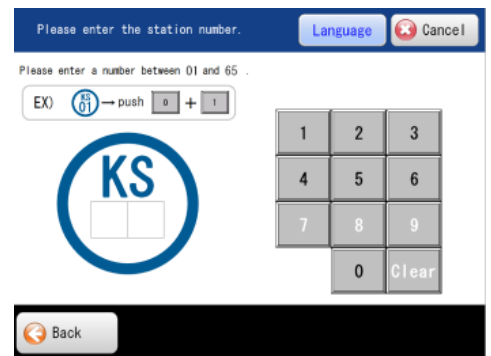 Please enter the station number.
Language
Cancel
Please enter a number between 01 and 65 .
EX) KS 01 → push 0 + 1
KS
1 2 3
4 5 6
7 8 9
0 Clear
Back